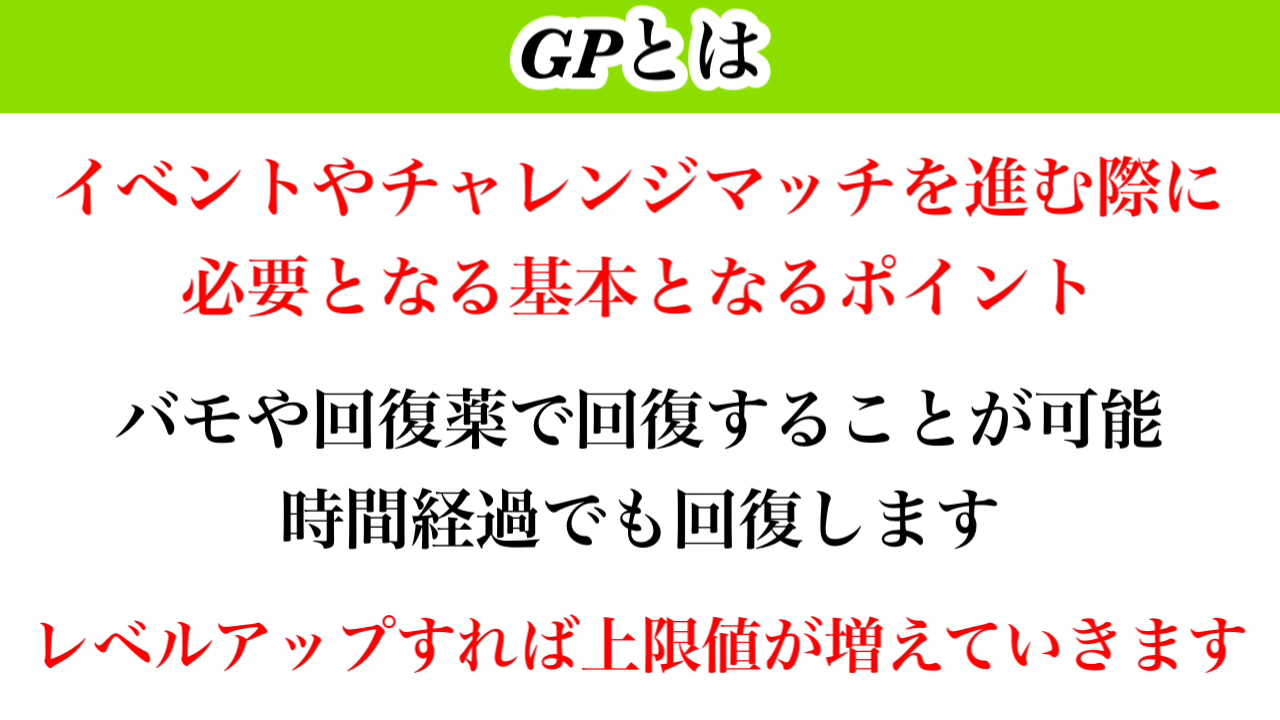 GPとは
イベントやチャレンジマッチを進む際に
必要となる基本となるポイント
バモや回復薬で回復することが可能
時間経過でも回復します
レベルアップすれば上限値が増えていきます